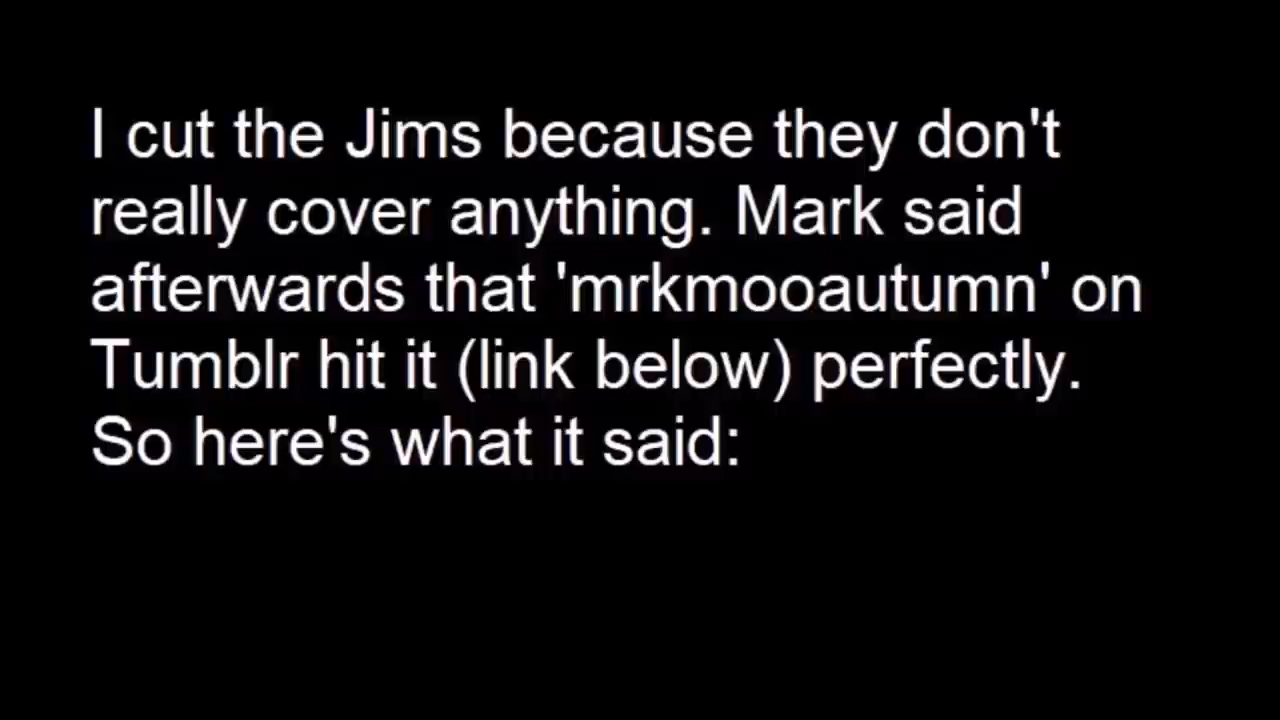 I cut the Jims because they don't
really cover anything. Mark said
afterwards that 'mrkmooautumn' on
Tumblr hit it (link below) perfectly.
So here's what it said: